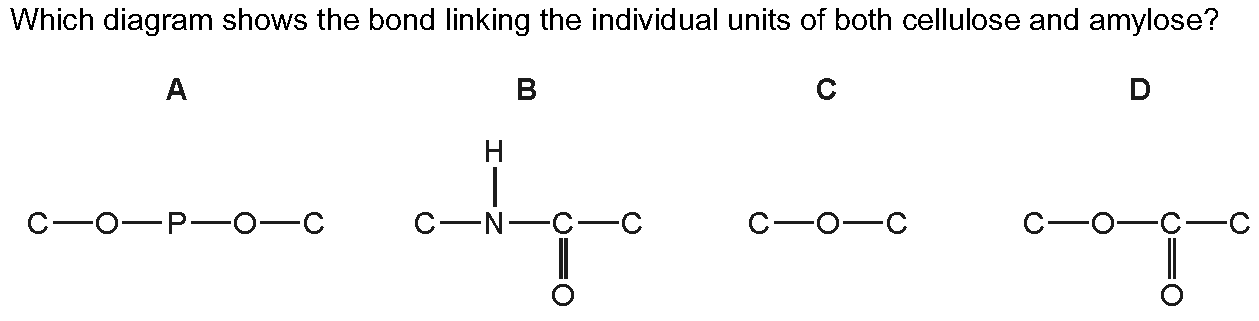 Which diagram shows the bond linking the individual units of both cellulose and amylose?
A B C D
H
C O P O C C N C C C O C C O C C
O O